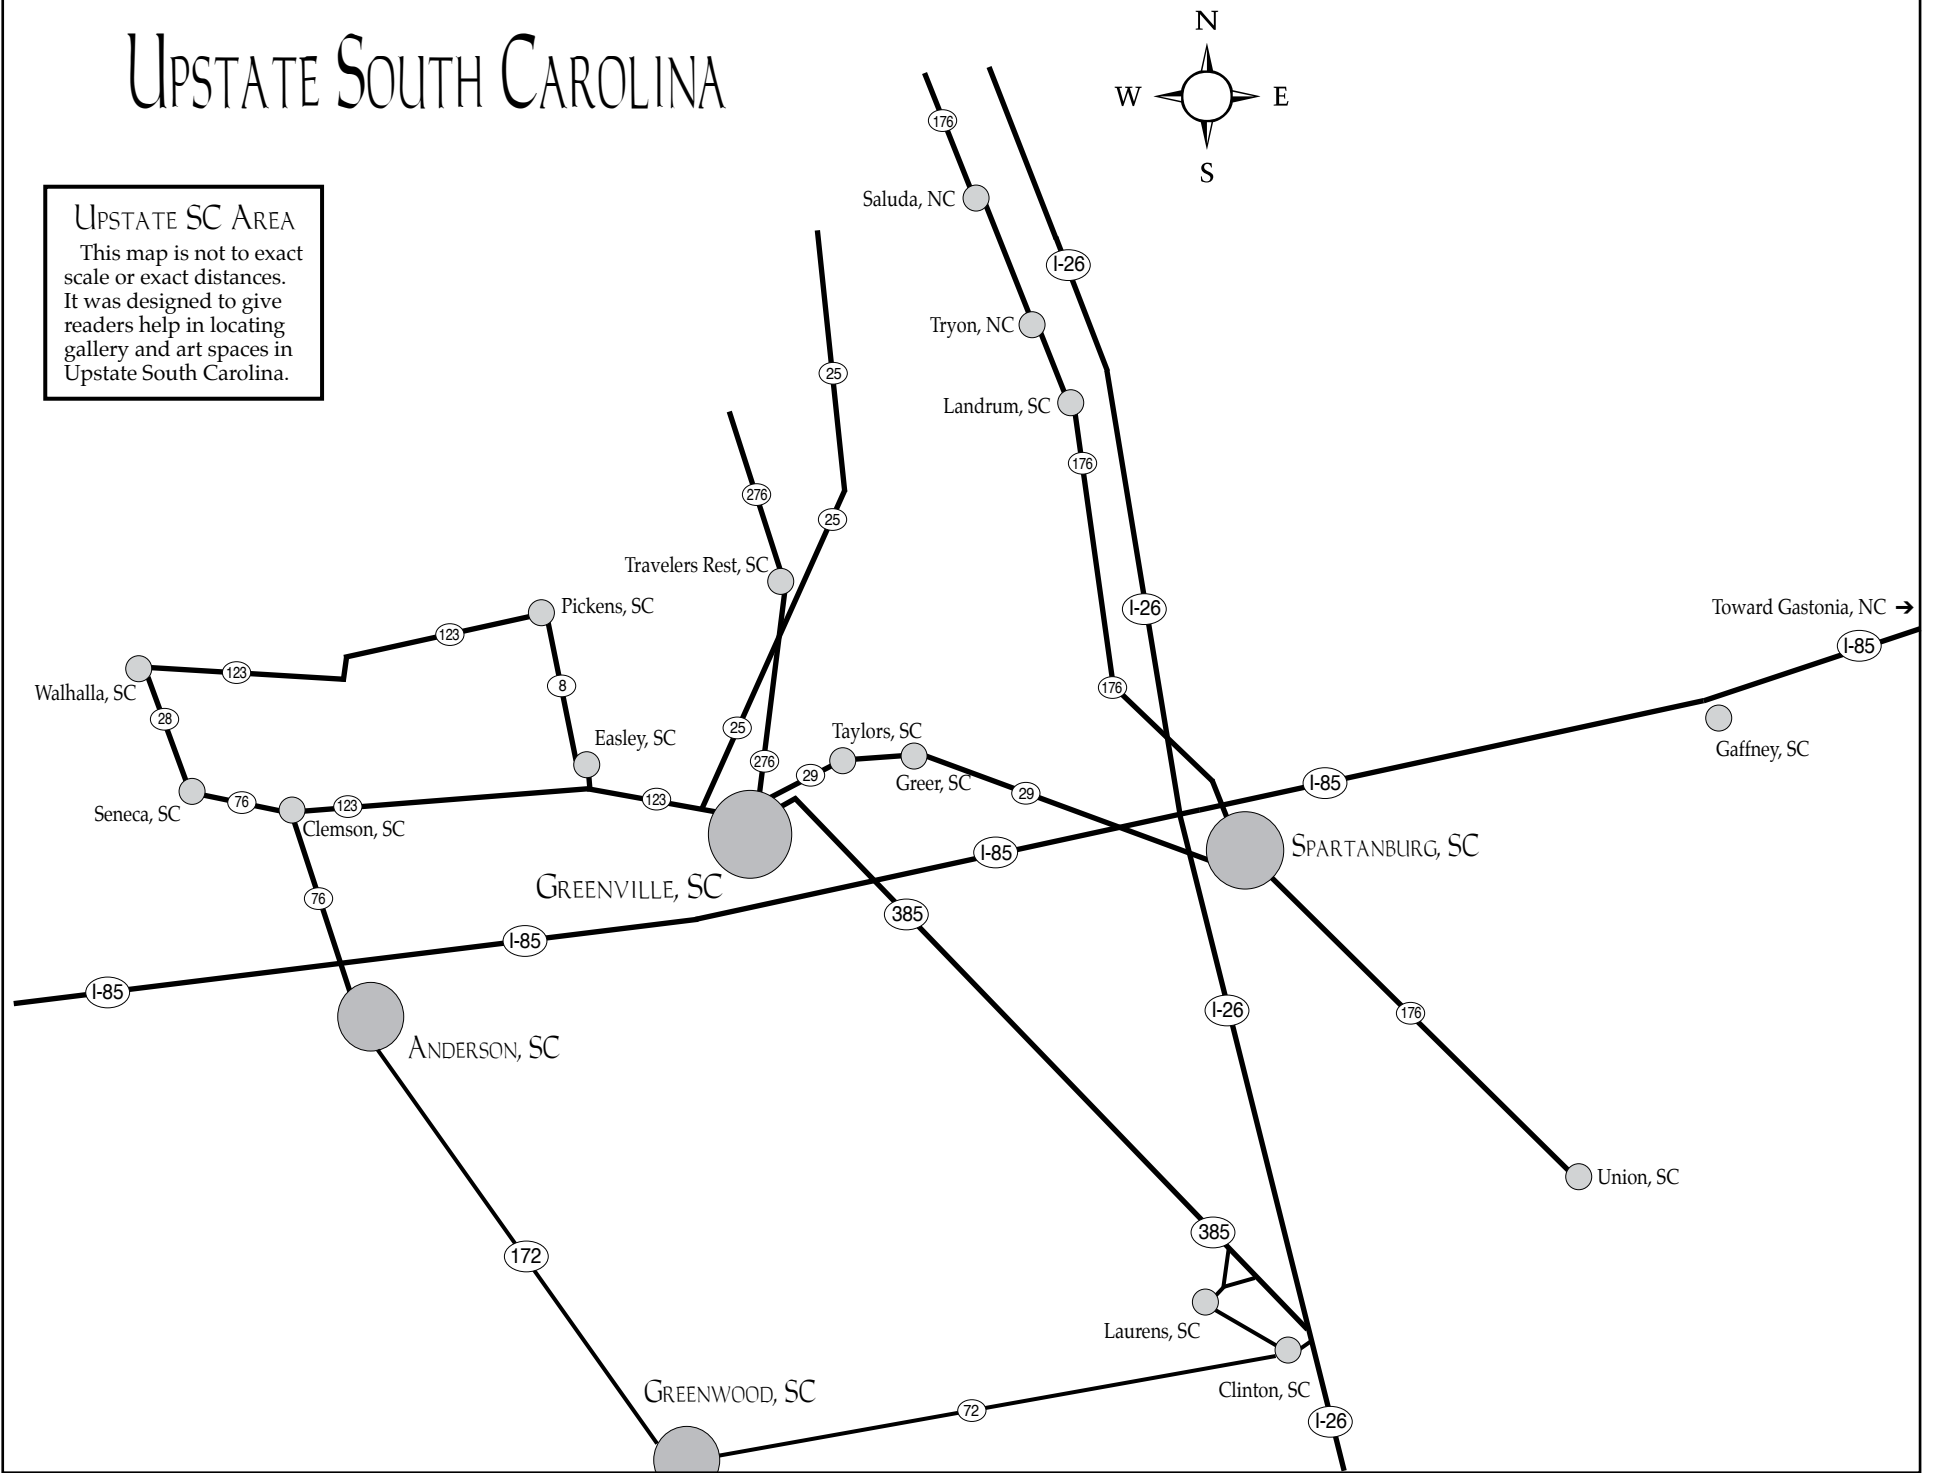 UPSTATE SOUTH CAROLINA
N
W E
S
UPSTATE SC AREA
This map is not to exact
scale or exact distances.
It was designed to give
readers help in locating
gallery and art spaces in
Upstate South Carolina.
176
Saluda, NC
I-26
Tryon, NC
25
Landrum, SC
176
276
25
Travelers Rest, SC
Pickens, SC
I-26
Toward Gastonia, NC ➔
123
I-85
123
Walhalla, SC
8
176
28
Gaffney, SC
25
Taylors, SC
Easley, SC
276
29
Greer, SC
I-85
29
Seneca, SC
76
123
123
Clemson, SC
SPARTANBURG, SC
I-85
GREENVILLE, SC
76
385
I-85
I-85
I-26
176
ANDERSON, SC
Union, SC
385
172
Laurens, SC
GREENWOOD, SC
Clinton, SC
72
I-26